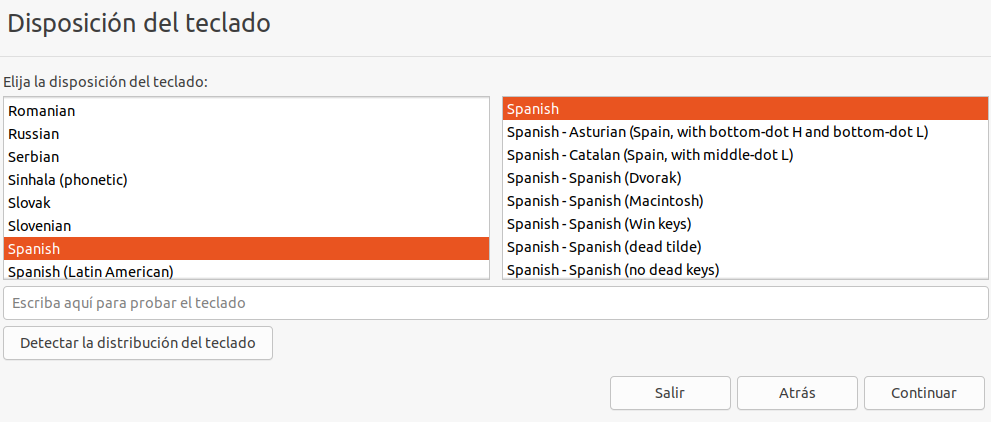 Disposición del teclado
Elija la disposición del teclado:
Romanian
Russian
Serbian
Sinhala (phonetic)
Slovak
Slovenian
Spanish
Spanish (Latin American)
Spanish
Spanish - Asturian (Spain, with bottom-dot H and bottom-dot L)
Spanish - Catalan (Spain, with middle-dot L)
Spanish - Spanish (Dvorak)
Spanish - Spanish (Macintosh)
Spanish - Spanish (Win keys)
Spanish - Spanish (dead tilde)
Spanish - Spanish (no dead keys)
Escriba aquí para probar el teclado
Detectar la distribución del teclado
Salir
Atrás
Continuar